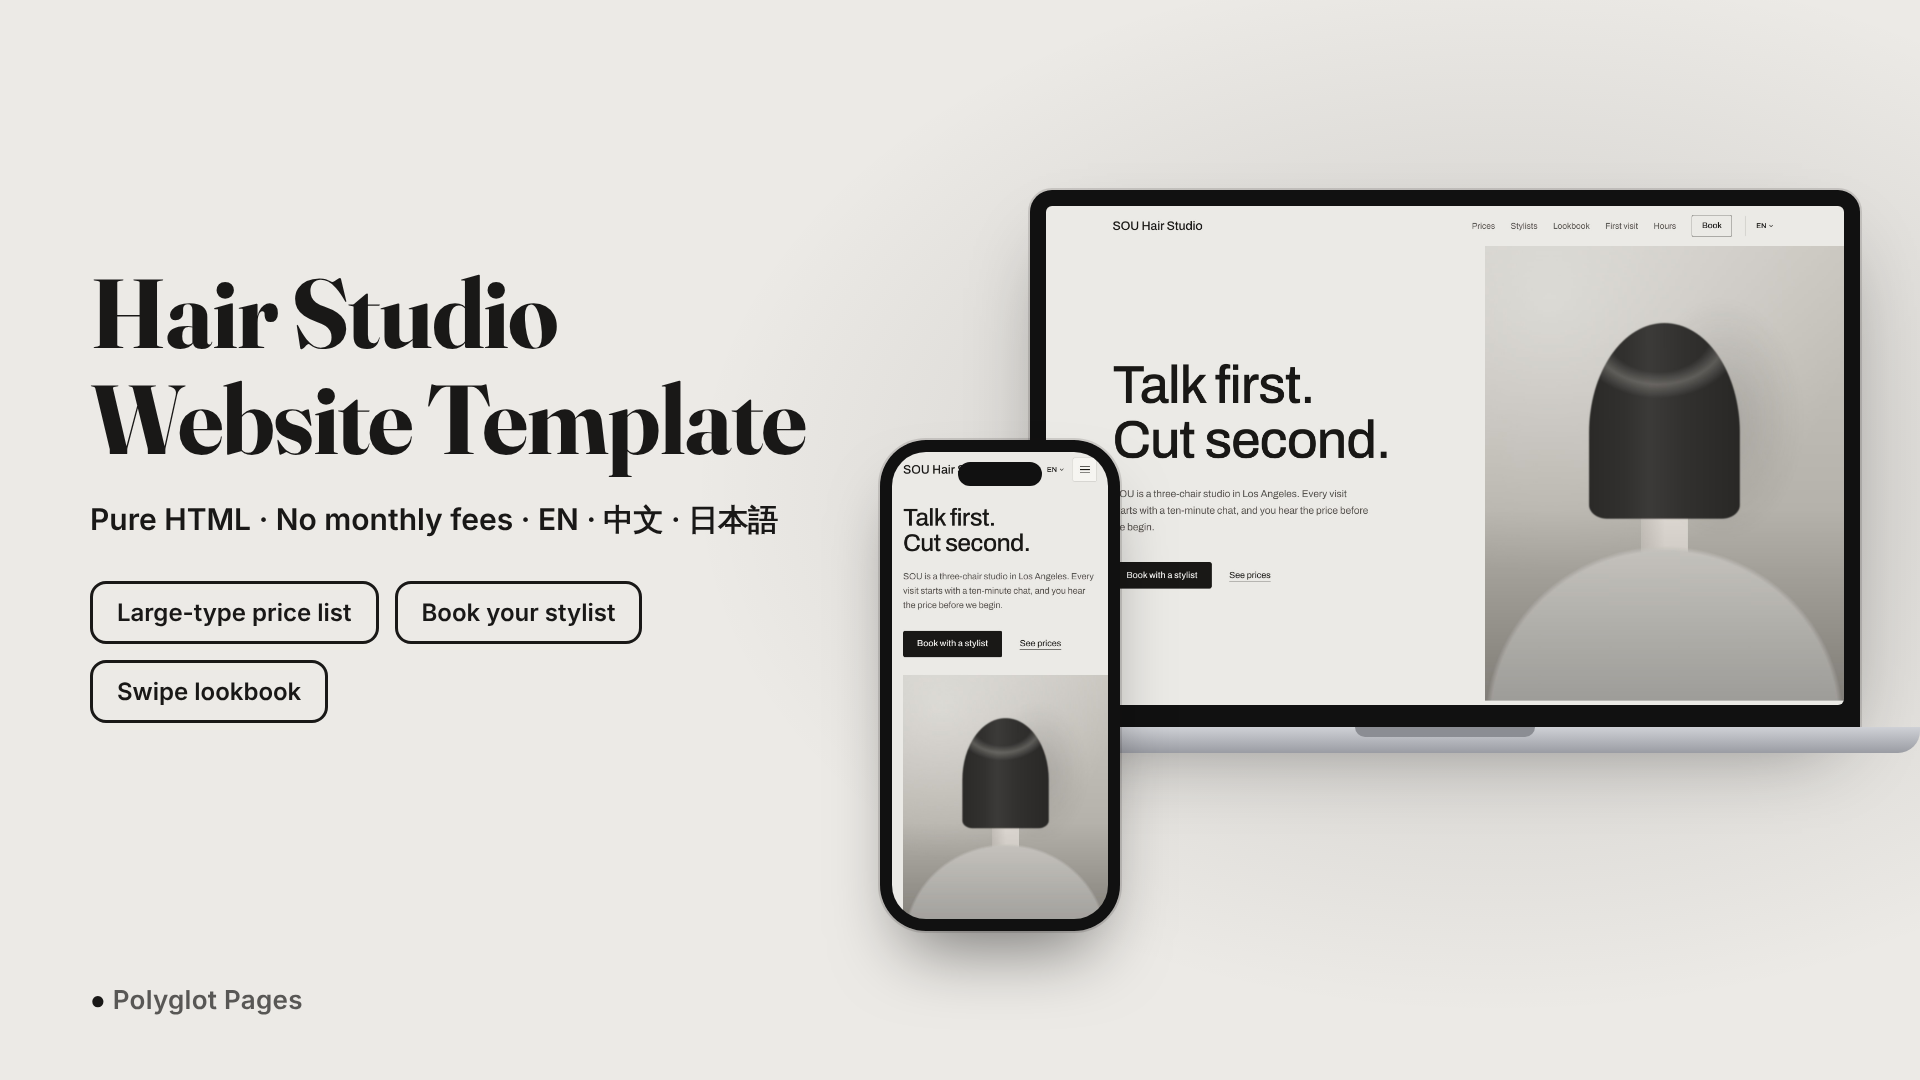 Hair Studio
Website Template
Pure HTML · No monthly fees · EN · 中文 · 日本語
Large-type price list
Book your stylist
Swipe lookbook
Polyglot Pages
SOU Hair Studio
Prices
Stylists
Lookbook
First visit
Hours
Book
EN
Talk first.
Cut second.
OU is a three-chair studio in Los Angeles. Every visit
arts with a ten-minute chat, and you hear the price before
e begin.
Book with a stylist
See prices
SOU Hair
EN
Talk first.
Cut second.
SOU is a three-chair studio in Los Angeles. Every
visit starts with a ten-minute chat, and you hear
the price before we begin.
Book with a stylist
See prices